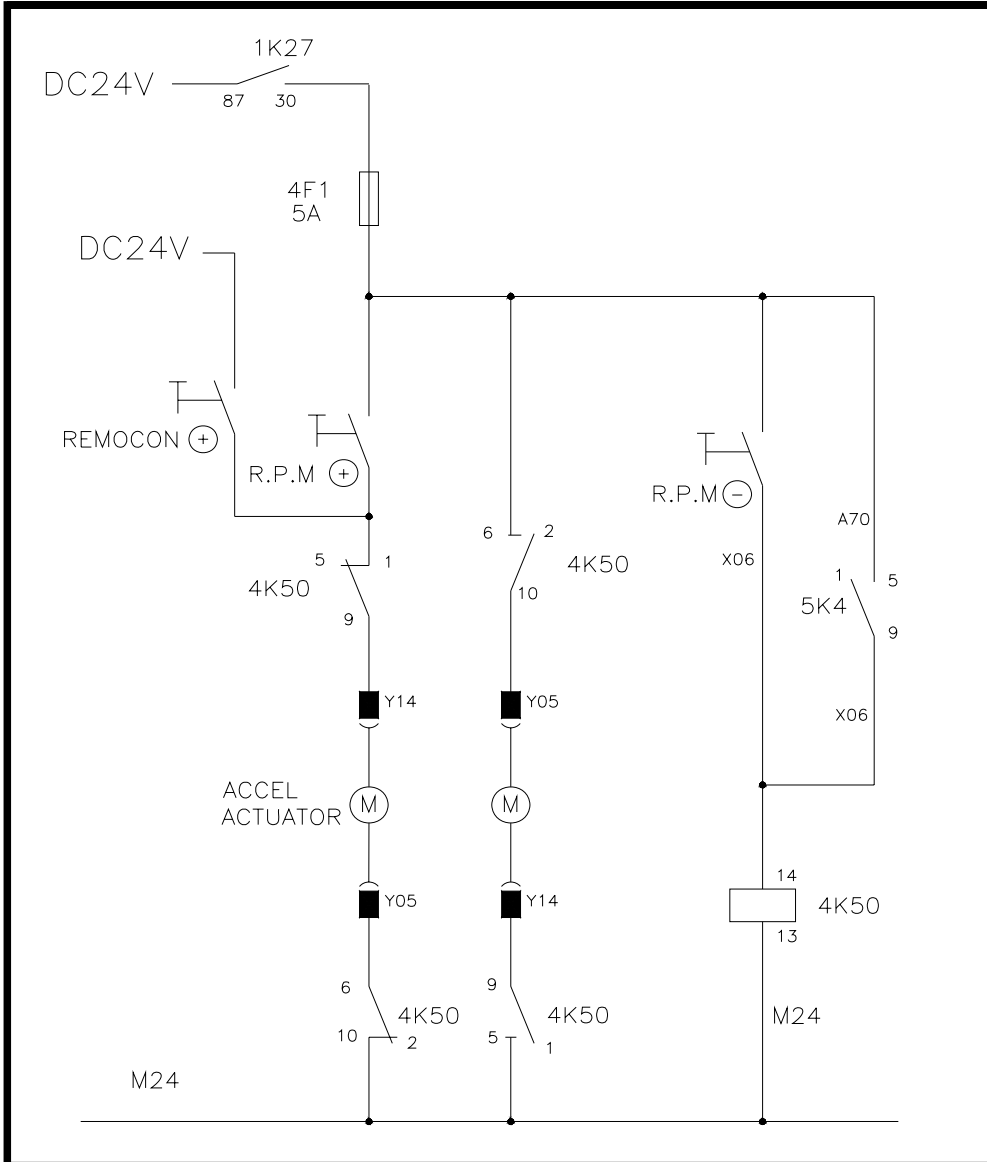 1K27
DC24V
87 30
4F1
5A
DC24V
REMOCON +
R.P.M +
R.P.M −
A70
6 2
5 1
4K50
X06
4K50
1 5
5K4
10
9
9
Y14
Y05
X06
ACCEL
ACTUATOR
M
M
14
Y05
Y14
4K50
13
6
9
4K50
4K50
M24
10 2
5 1
M24